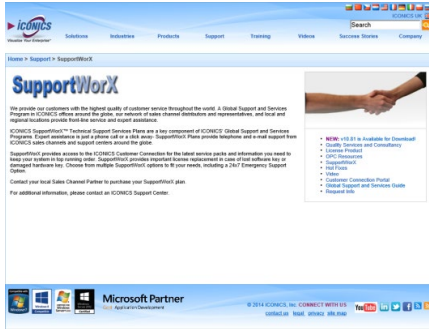 ICONICS UK
ICONICS
Visualize Your Enterprise
Search
Solutions Industries Products Support Training Videos Success Stories Company
Home > Support > SupportWorX
SupportWorX
We provide our customers with the highest quality of customer service throughout the world. A Global Support and Services
Program in ICONICS offices around the globe, our network of sales channel distributors and representatives, and local and
regional locations provide front-line service and expert assistance.
ICONICS SupportWorX™ Technical Support Services Plans are a key component of ICONICS' Global Support and Services
Programs. Expert assistance is just a phone call or a click away- SupportWorX Plans provide telephone and e-mail support from
ICONICS sales channels and support centers around the globe.
SupportWorX provides access to the ICONICS Customer Connection for the latest service packs and information you need to
keep your system in top running order. SupportWorX provides important license replacement in case of lost software key or
damaged hardware key. Choose from multiple SupportWorX options to fit your needs, including a 24x7 Emergency Support
Option.
Contact your local Sales Channel Partner to purchase your SupportWorX plan.
For additional information, please contact an ICONICS Support Center.
NEW: v10.81 is Available for Download!
Quality Services and Consultancy
License Product
OPC Resources
SupportWorX
Hot Fixes
Video
Customer Connection Portal
Global Support and Services Guide
Request Info
Microsoft Partner
Gold Application Development
© 2014 ICONICS, Inc. CONNECT WITH US
contact us legal privacy site map
YouTube